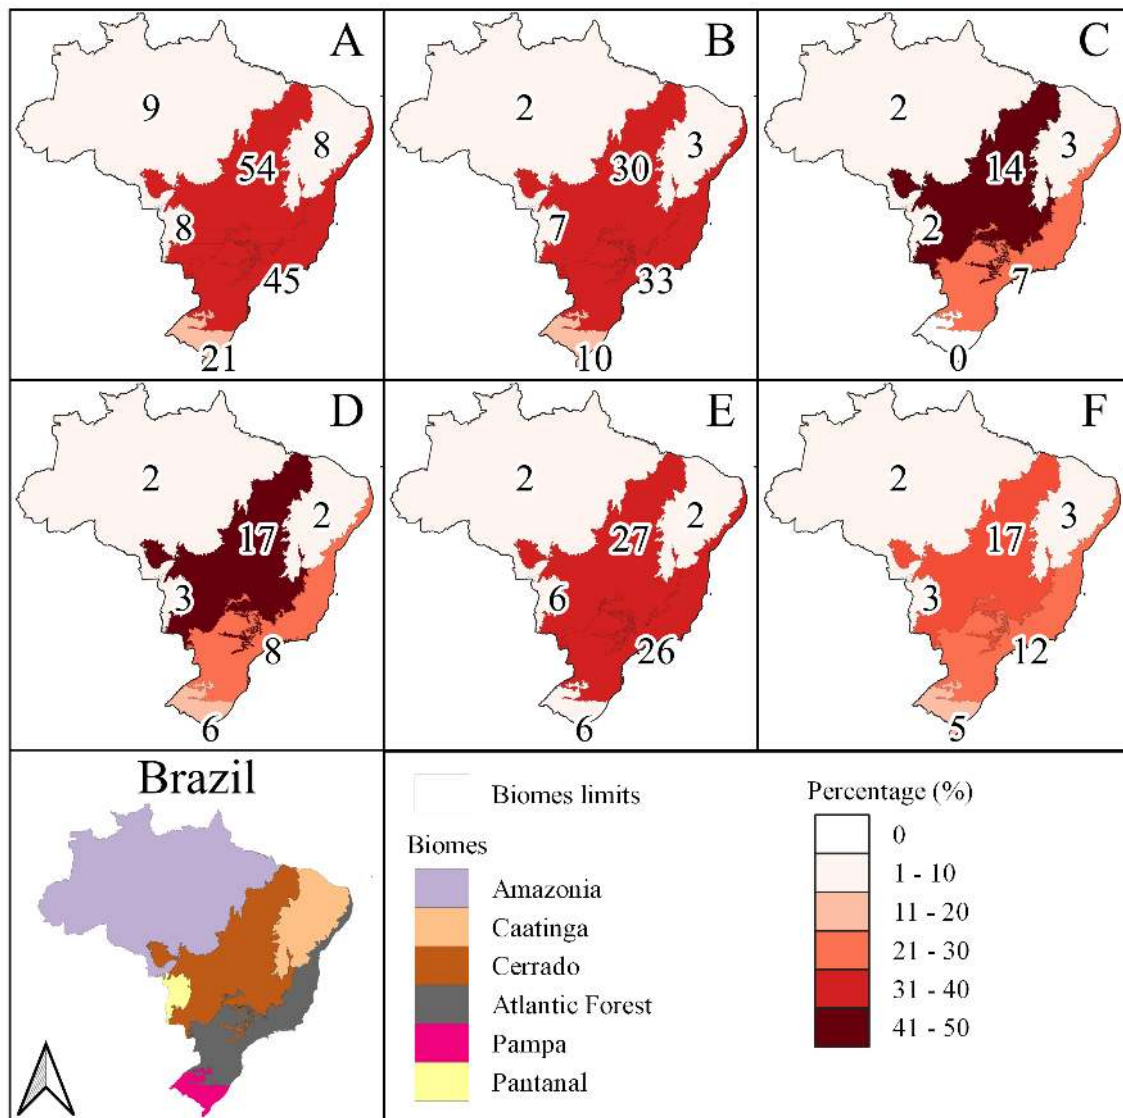 A
9
8
54
8
45
21
B
2
3
30
7
33
10
C
2
3
14
2
7
0
D
2
2
17
3
8
6
E
2
2
27
6
26
6
F
2
3
17
3
12
5
Brazil
Biomes limits
Biomes
Amazonia
Caatinga
Cerrado
Atlantic Forest
Pampa
Pantanal
Percentage (%)
0
1 - 10
11 - 20
21 - 30
31 - 40
41 - 50